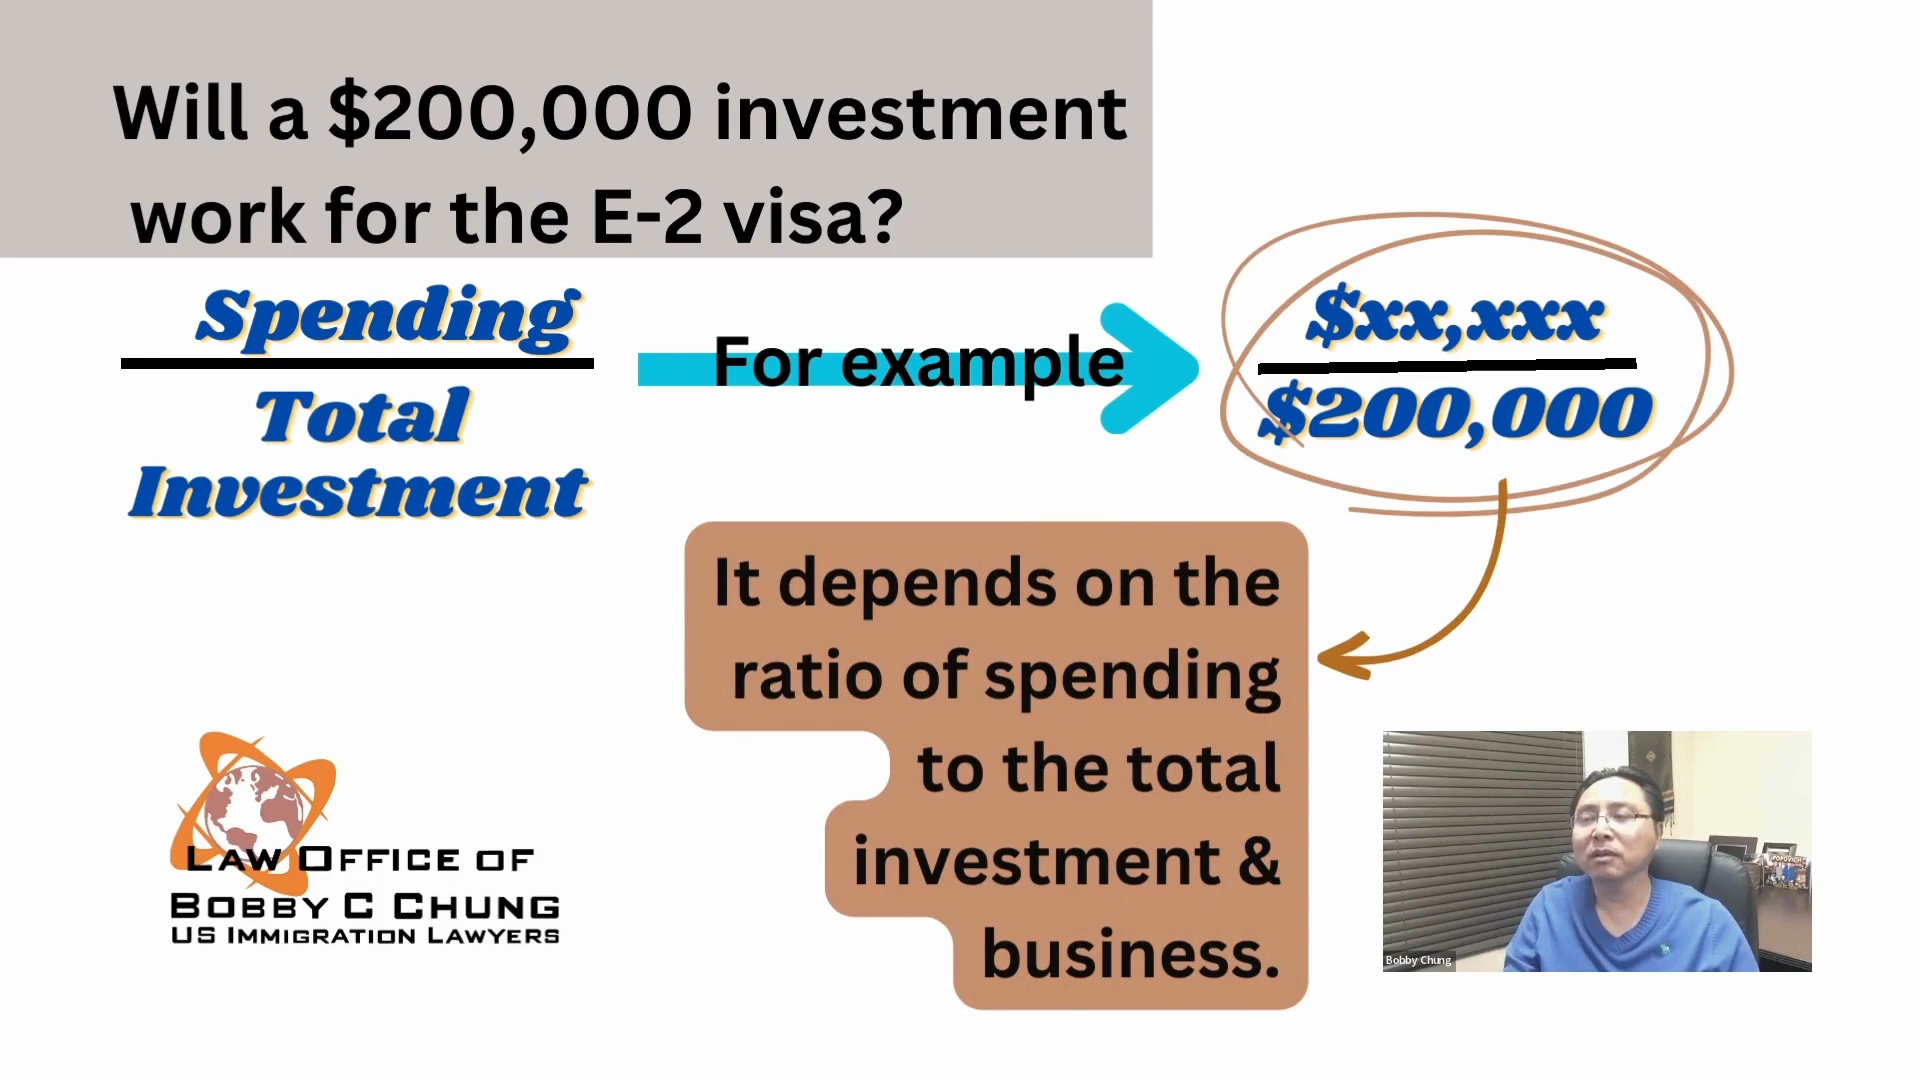 Will a $200,000 investment
work for the E-2 visa?
Spending
Total
Investment
For example
$xx,xxx
$200,000
It depends on the
ratio of spending
to the total
investment &
business.
LAW OFFICE OF
BOBBY C CHUNG
US IMMIGRATION LAWYERS
POPOVICH
Bobby Chung